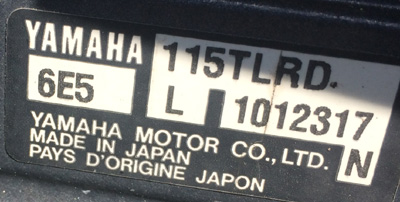 YAMAHA 115TLRD.
6E5 L 1012317
YAMAHA MOTOR CO., LTD. N
MADE IN JAPAN
PAYS D'ORIGINE JAPON